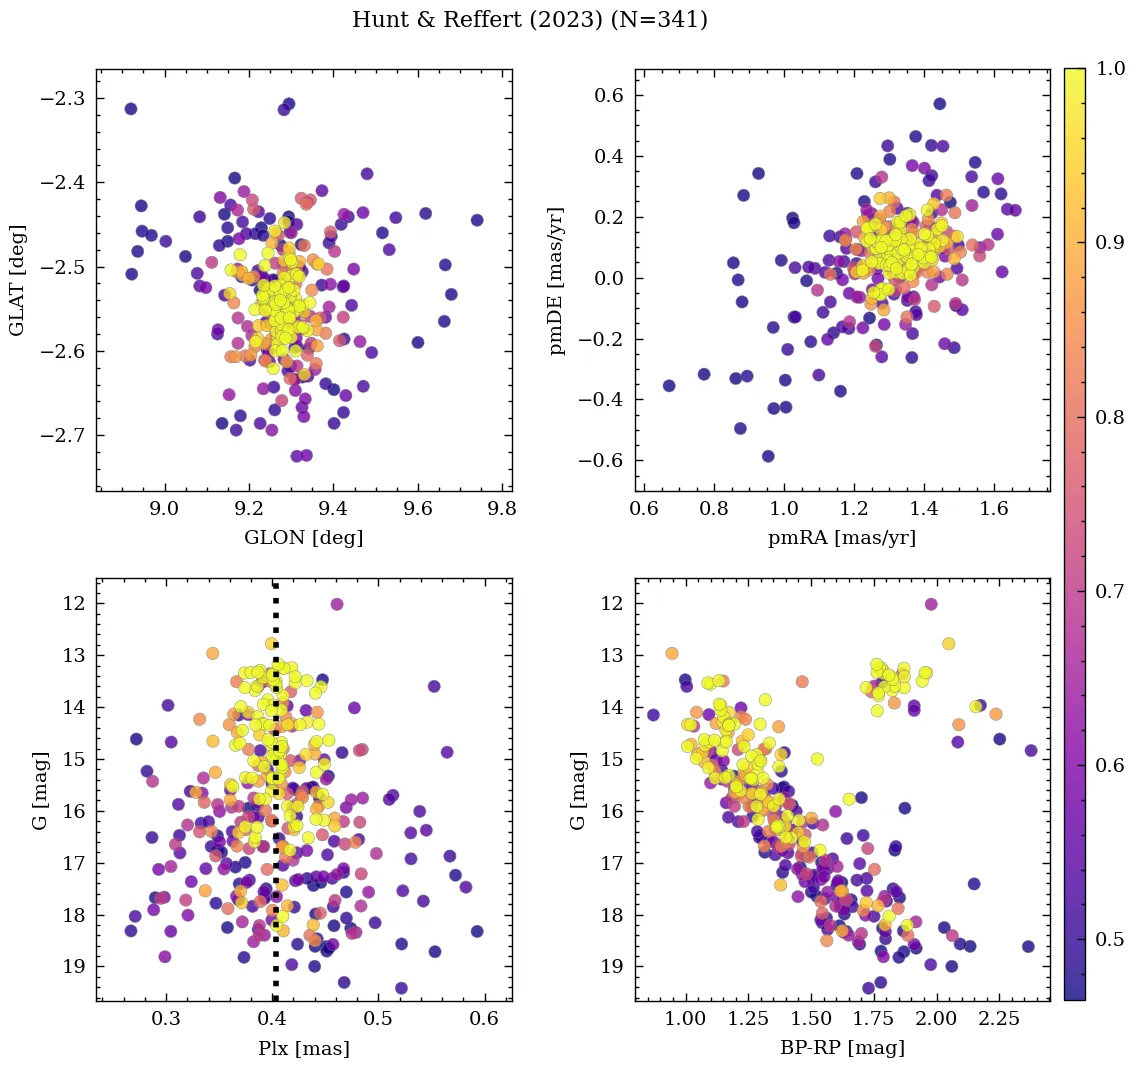 Hunt & Reffert (2023) (N=341)
−2.3
−2.4
−2.5
−2.6
−2.7
GLAT [deg]
9.0 9.2 9.4 9.6 9.8
GLON [deg]
0.6
0.4
0.2
0.0
−0.2
−0.4
−0.6
pmDE [mas/yr]
0.6 0.8 1.0 1.2 1.4 1.6
pmRA [mas/yr]
12
13
14
15
16
17
18
19
G [mag]
0.3 0.4 0.5 0.6
Plx [mas]
12
13
14
15
16
17
18
19
G [mag]
1.00 1.25 1.50 1.75 2.00 2.25
BP-RP [mag]
1.0
0.9
0.8
0.7
0.6
0.5